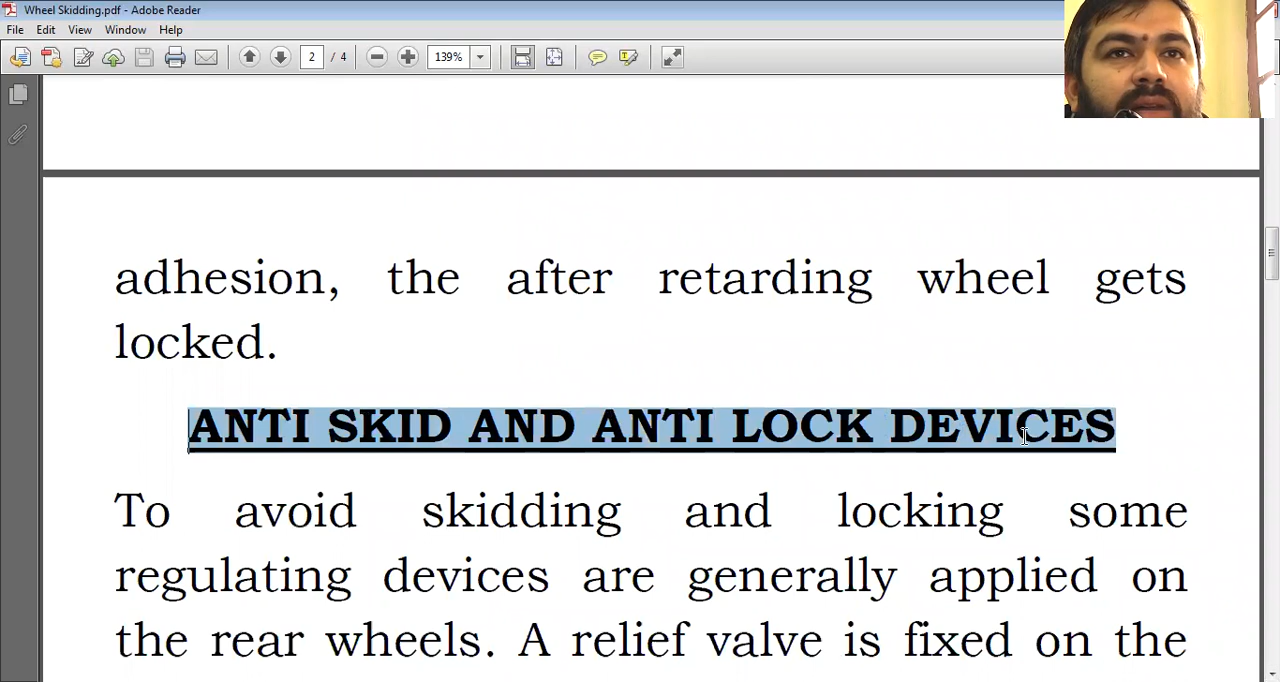 Wheel Skidding.pdf - Adobe Reader
File Edit View Window Help
2 / 4 139%
adhesion, the after retarding wheel gets
locked.
ANTI SKID AND ANTI LOCK DEVICES
To avoid skidding and locking some
regulating devices are generally applied on
the rear wheels. A relief valve is fixed on the